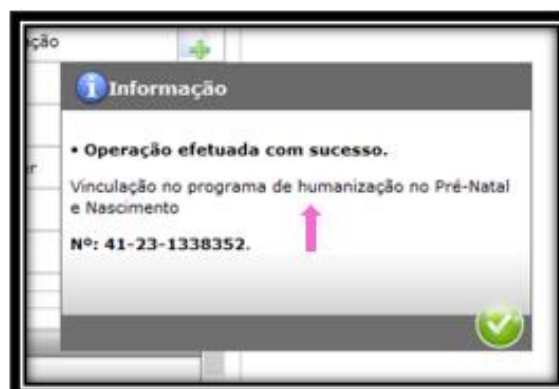 ção
Informação
• Operação efetuada com sucesso.
r
Vinculação no programa de humanização no Pré-Natal
e Nascimento
Nº: 41-23-1338352.